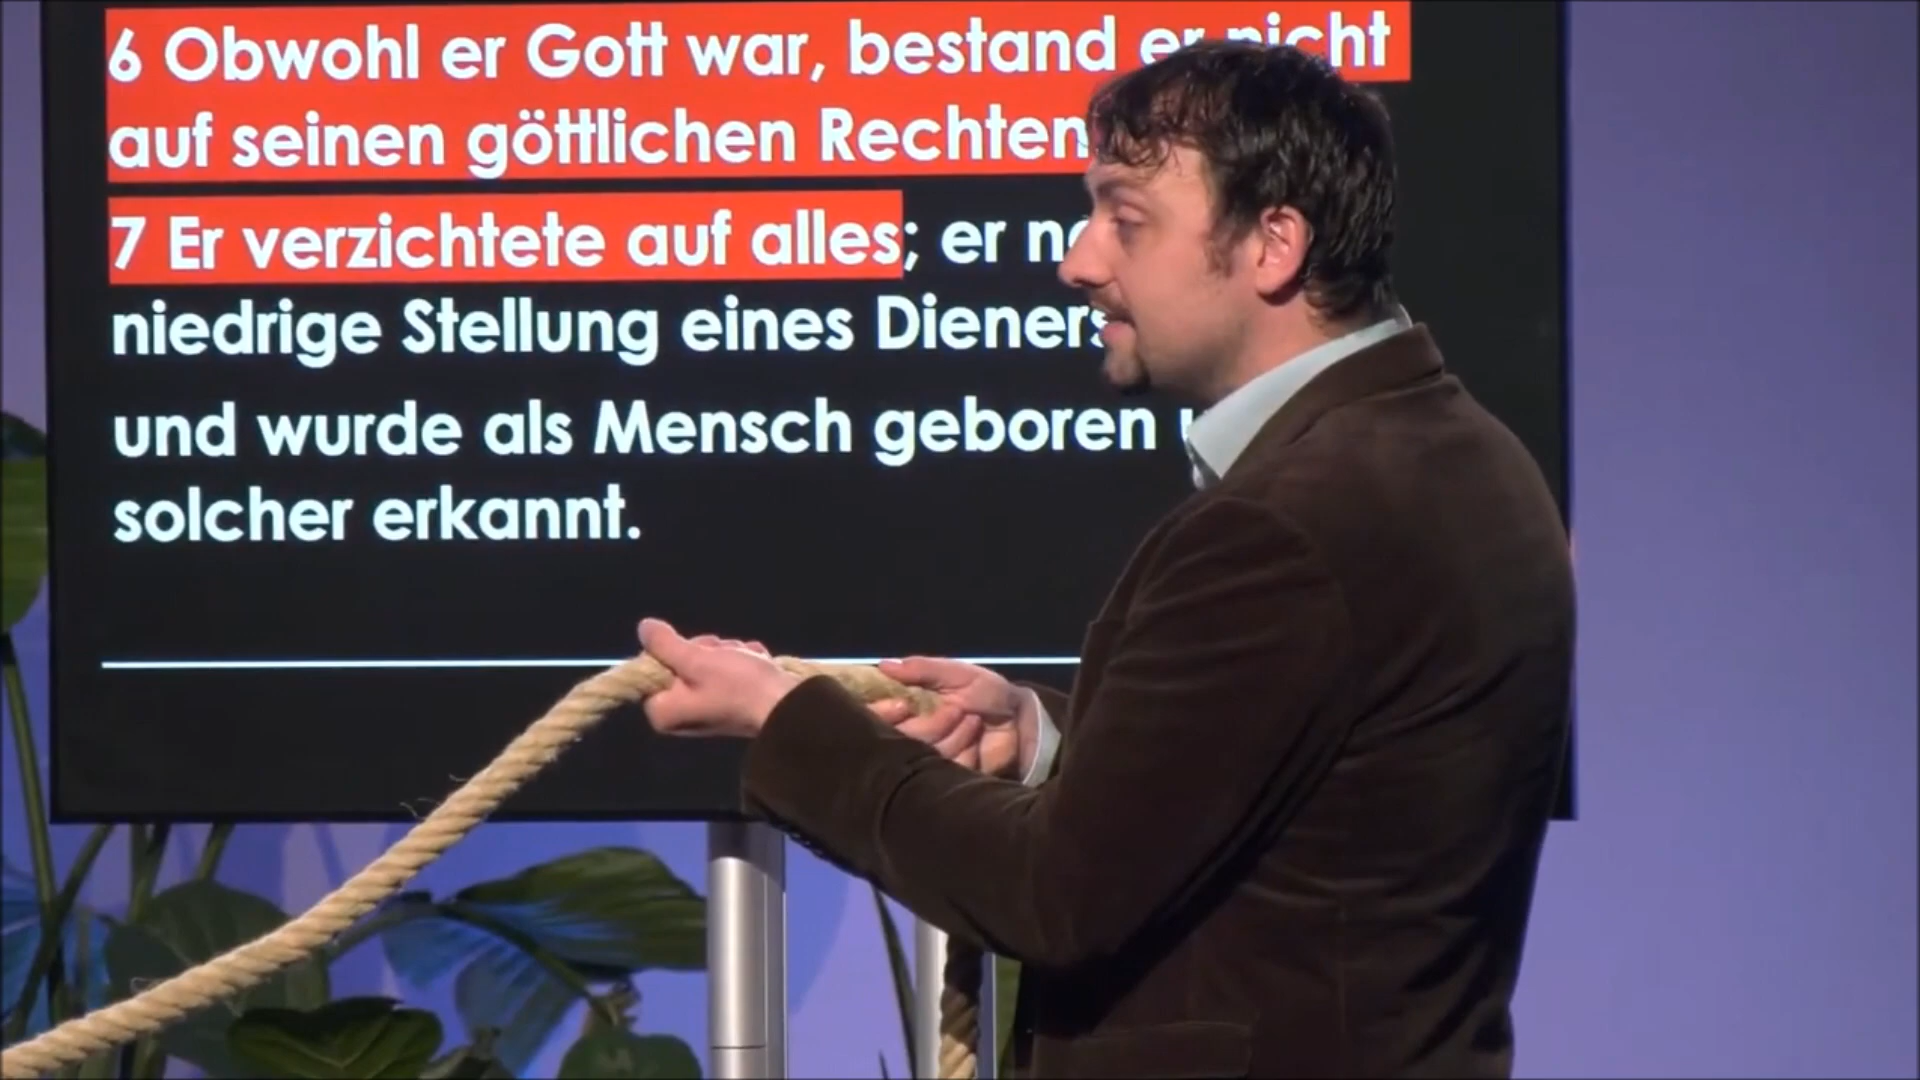 6 Obwohl er Gott war, bestand er nicht
auf seinen göttlichen Rechten
7 Er verzichtete auf alles; er
niedrige Stellung eines Dieners
und wurde als Mensch geboren
solcher erkannt.